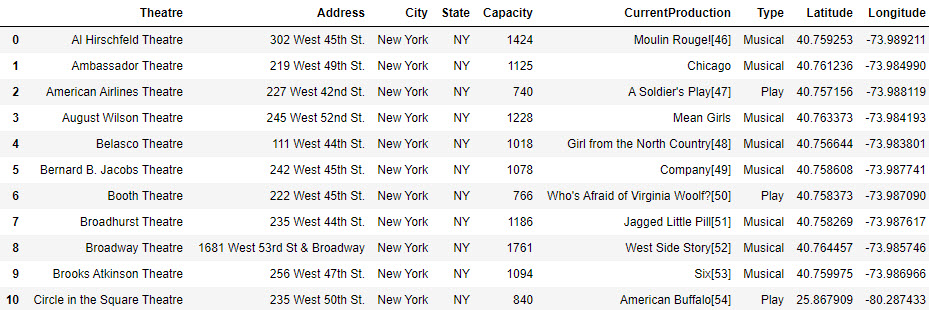 Theatre Address City State Capacity CurrentProduction Type Latitude Longitude
0 Al Hirschfeld Theatre 302 West 45th St. New York NY 1424 Moulin Rouge![46] Musical 40.759253 -73.989211
1 Ambassador Theatre 219 West 49th St. New York NY 1125 Chicago Musical 40.761236 -73.984990
2 American Airlines Theatre 227 West 42nd St. New York NY 740 A Soldier's Play[47] Play 40.757156 -73.988119
3 August Wilson Theatre 245 West 52nd St. New York NY 1228 Mean Girls Musical 40.763373 -73.984193
4 Belasco Theatre 111 West 44th St. New York NY 1018 Girl from the North Country[48] Musical 40.756644 -73.983801
5 Bernard B. Jacobs Theatre 242 West 45th St. New York NY 1078 Company[49] Musical 40.758608 -73.987741
6 Booth Theatre 222 West 45th St. New York NY 766 Who's Afraid of Virginia Woolf?[50] Play 40.758373 -73.987090
7 Broadhurst Theatre 235 West 44th St. New York NY 1186 Jagged Little Pill[51] Musical 40.758269 -73.987617
8 Broadway Theatre 1681 West 53rd St & Broadway New York NY 1761 West Side Story[52] Musical 40.764457 -73.985746
9 Brooks Atkinson Theatre 256 West 47th St. New York NY 1094 Six[53] Musical 40.759975 -73.986966
10 Circle in the Square Theatre 235 West 50th St. New York NY 840 American Buffalo[54] Play 25.867909 -80.287433